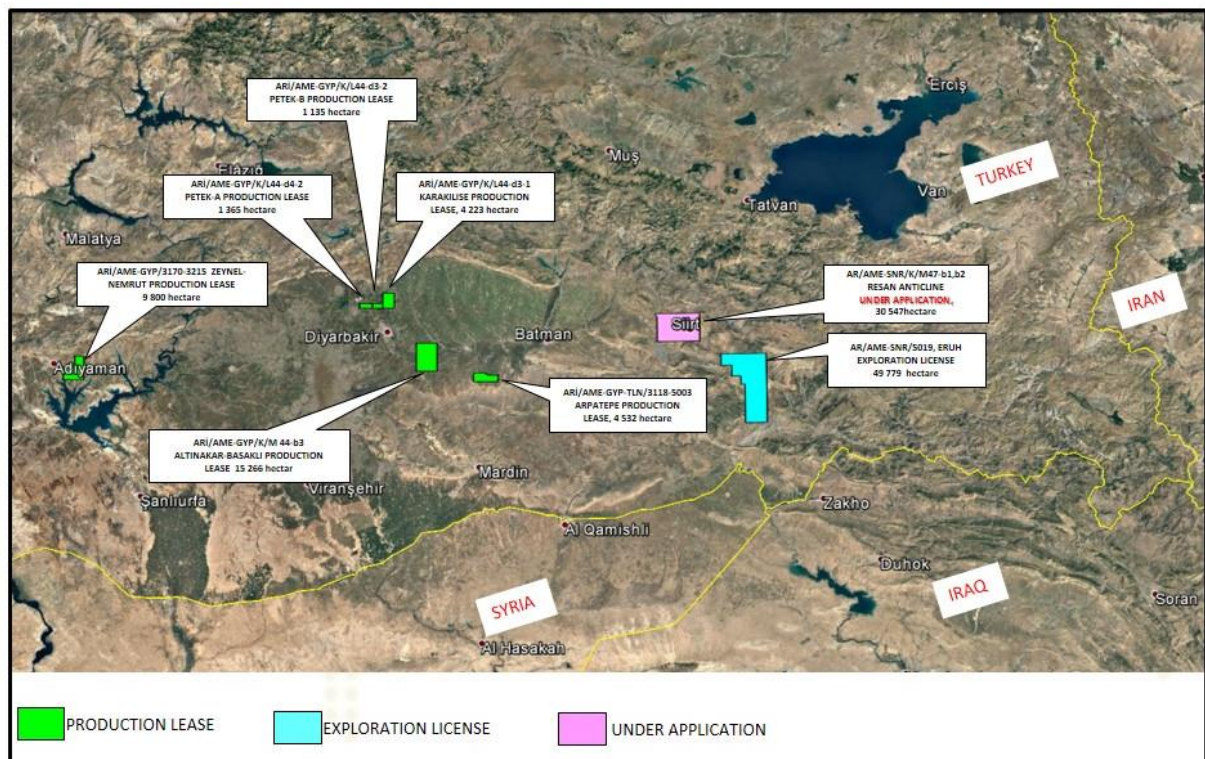 ARİ/AME-GYP/K/L44-d3-2
PETEK-B PRODUCTION LEASE
1 135 hectare
Erciş
Muş
Elâzığ
TURKEY
ARİ/AME-GYP/K/L44-d4-2
PETEK-A PRODUCTION LEASE
1 365 hectare
ARİ/AME-GYP/K/L44-d3-1
KARAKILISE PRODUCTION
LEASE, 4 223 hectare
Van
Tatvan
Malatya
ARİ/AME-GYP/3170-3215 ZEYNEL-
NEMRUT PRODUCTION LEASE
9 800 hectare
AR/AME-SNR/K/M47-b1,b2
RESAN ANTICLINE
UNDER APPLICATION,
30 547hectare
IRAN
Siirt
Diyarbakir
Batman
Adiyaman
AR/AME-SNR/5019, ERUH
EXPLORATION LICENSE
49 779 hectare
ARİ/AME-GYP-TLN/3118-5003
ARPATEPE PRODUCTION
LEASE, 4 532 hectare
ARİ/AME-GYP/K/M 44-b3
ALTINAKAR-BASAKLI PRODUCTION
LEASE 15 266 hectar
Mardin
Viranşehir
Şanlıurfa
Zakho
Al Qamishli
Duhok
IRAQ
SYRIA
Soran
Al Hasakah
PRODUCTION LEASE
EXPLORATION LICENSE
UNDER APPLICATION